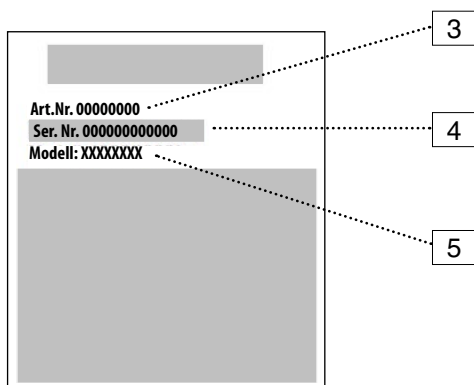 3
Art.Nr. 00000000
Ser. Nr. 000000000000
4
Modell: XXXXXXXX
5